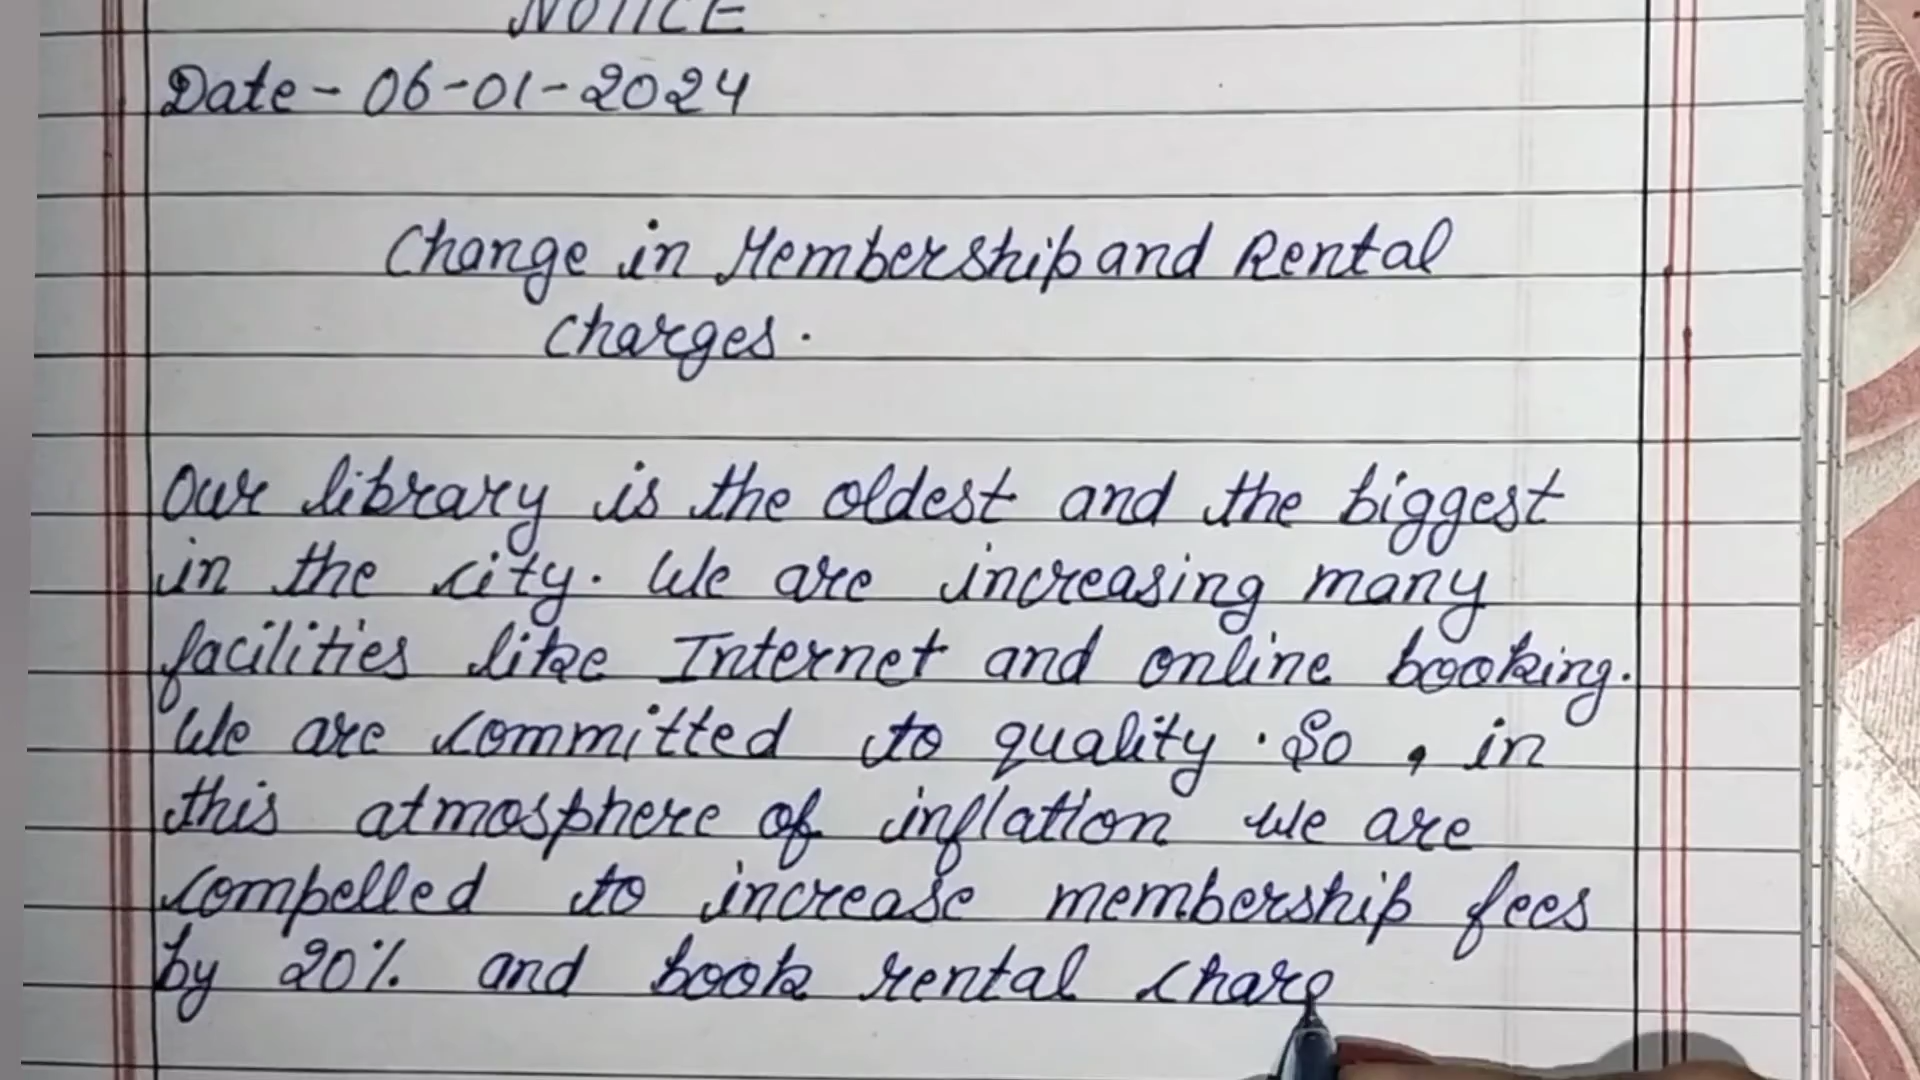 NOTICE
Date - 06-01-2024
Change in Membership and Rental
Charges.
Our library is the oldest and the biggest
in the city. We are increasing many
facilities like Internet and online booking.
We are committed to quality. So, in
this atmosphere of inflation we are
compelled to increase membership fees
by 20% and book rental charg